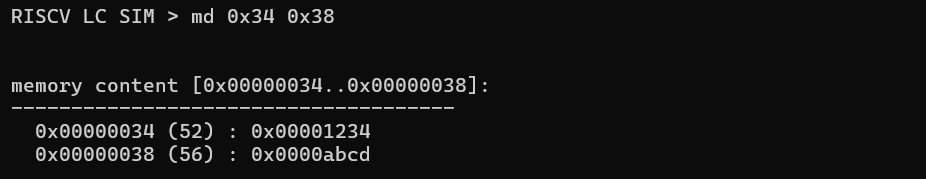 RISCV LC SIM > md 0x34 0x38
memory content [0x00000034..0x00000038]:
-------------------------------------
0x00000034 (52) : 0x00001234
0x00000038 (56) : 0x0000abcd